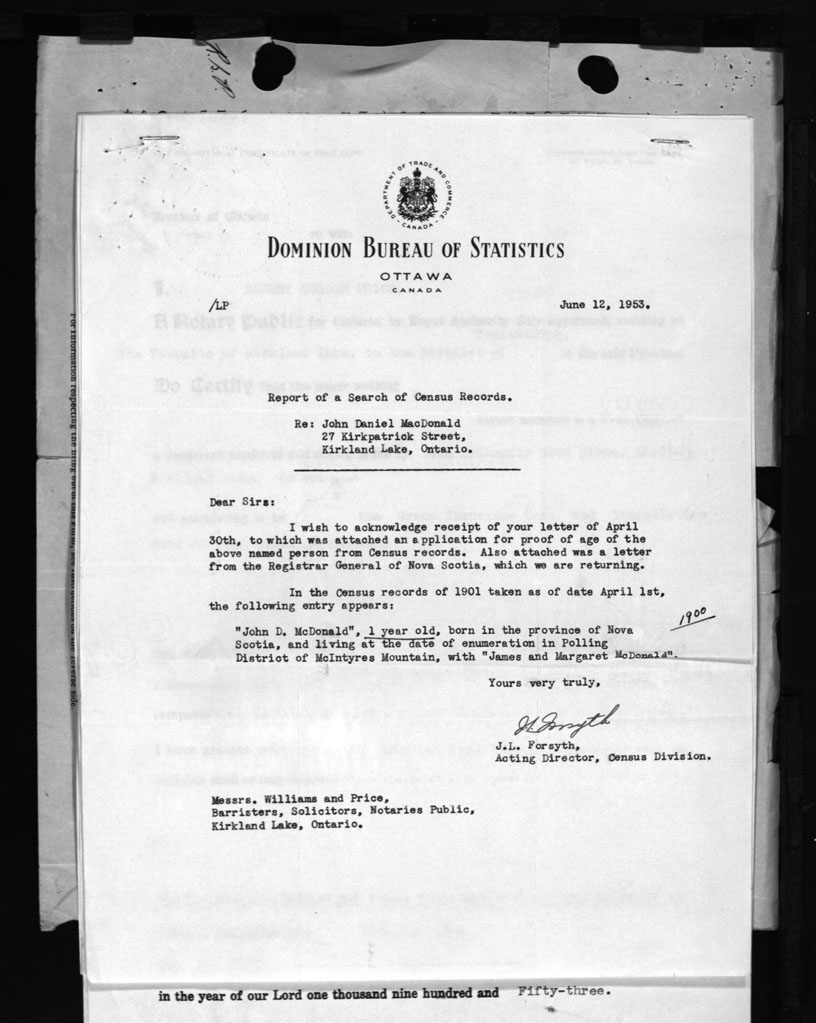 DEPARTMENT OF TRADE AND COMMERCE
CANADA
DOMINION BUREAU OF STATISTICS
OTTAWA
CANADA
/LP June 12, 1953.
Report of a Search of Census Records.
Re: John Daniel MacDonald
27 Kirkpatrick Street,
Kirkland Lake, Ontario.
Dear Sirs:
I wish to acknowledge receipt of your letter of April
30th, to which was attached an application for proof of age of the
above named person from Census records. Also attached was a letter
from the Registrar General of Nova Scotia, which we are returning.
In the Census records of 1901 taken as of date April 1st,
the following entry appears:
1900
"John D. McDonald", 1 year old, born in the province of Nova
Scotia, and living at the date of enumeration in Polling
District of McIntyres Mountain, with "James and Margaret McDonald".
Yours very truly,
J.L. Forsyth
J.L. Forsyth,
Acting Director, Census Division.
Messrs. Williams and Price,
Barristers, Solicitors, Notaries Public,
Kirkland Lake, Ontario.
in the year of our Lord one thousand nine hundred and Fifty-three.